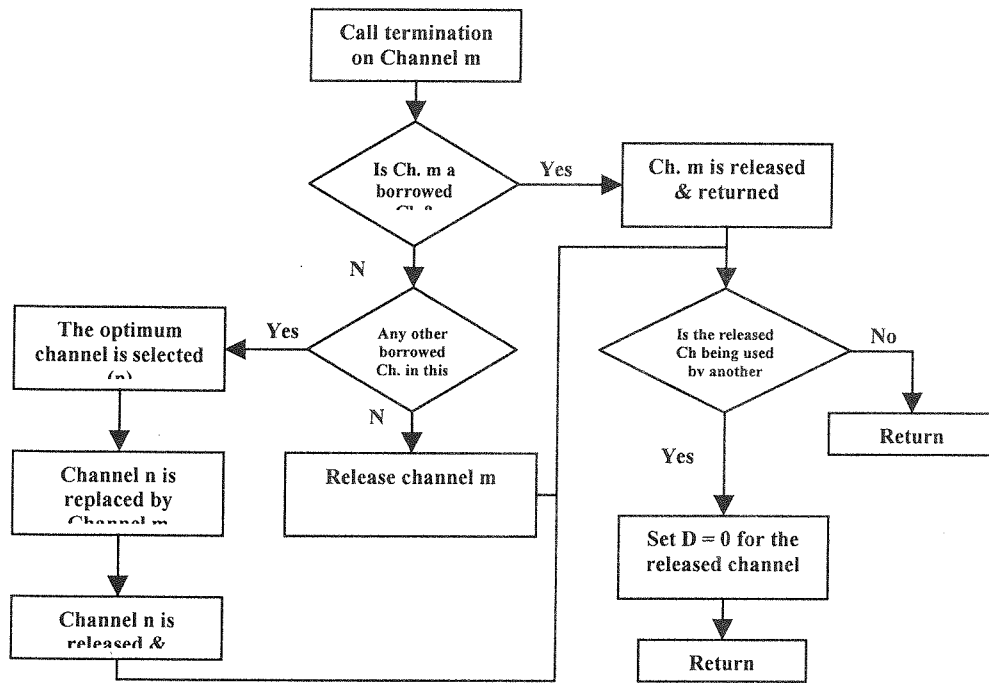 Call termination
on Channel m
Is Ch. m a
borrowed
Ch.?
Yes
Ch. m is released
& returned
N
The optimum
channel is selected
(n)
Yes
Any other
borrowed
Ch. in this
Is the released
Ch being used
by another
No
N
Return
Channel n is
replaced by
Channel m
Release channel m
Yes
Set D = 0 for the
released channel
Channel n is
released &
Return